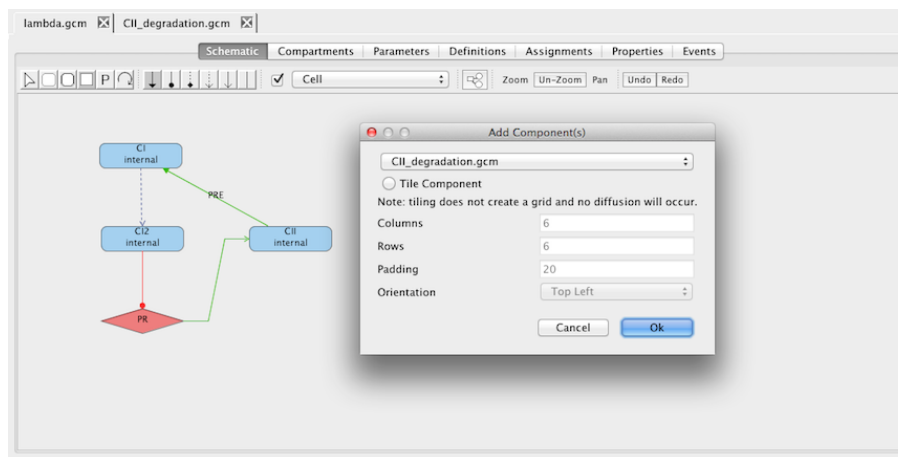 lambda.gcm CII_degradation.gcm
Schematic Compartments Parameters Definitions Assignments Properties Events
P Cell Zoom Un-Zoom Pan Undo Redo
Add Component(s)
CII_degradation.gcm
Tile Component
Note: tiling does not create a grid and no diffusion will occur.
Columns 6
Rows 6
Padding 20
Orientation Top Left
Cancel Ok
CI
internal
PRE
CI2
internal
CII
internal
PR